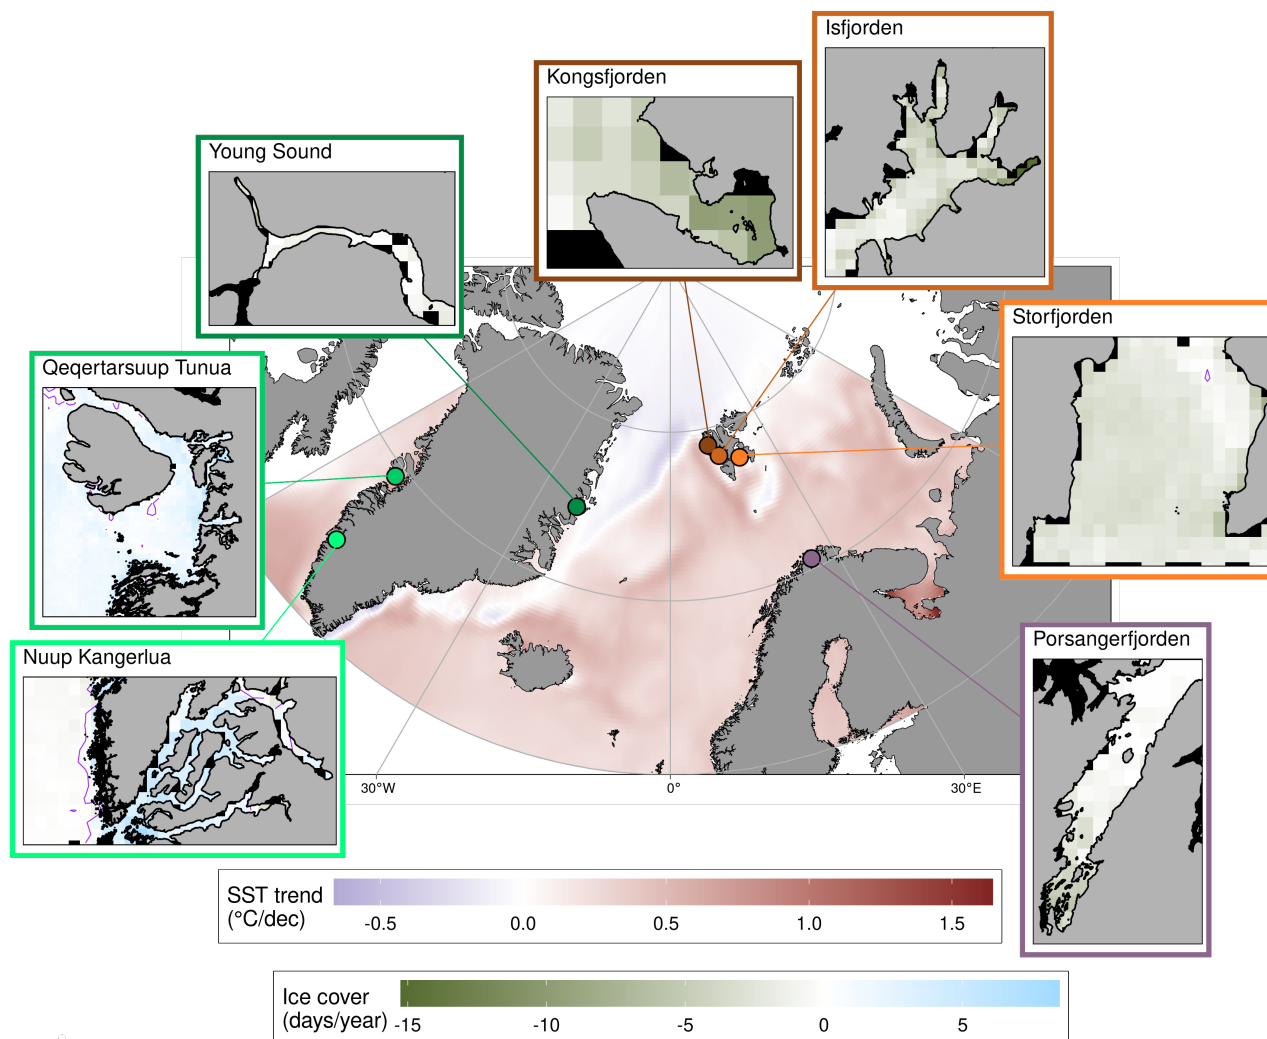 Isfjorden
Kongsfjorden
Young Sound
Storfjorden
Qeqertarsuup Tunua
Porsangerfjorden
Nuup Kangerlua
30°W
0°
30°E
SST trend
(°C/dec)
-0.5
0.0
0.5
1.0
1.5
Ice cover
(days/year)
-15
-10
-5
0
5